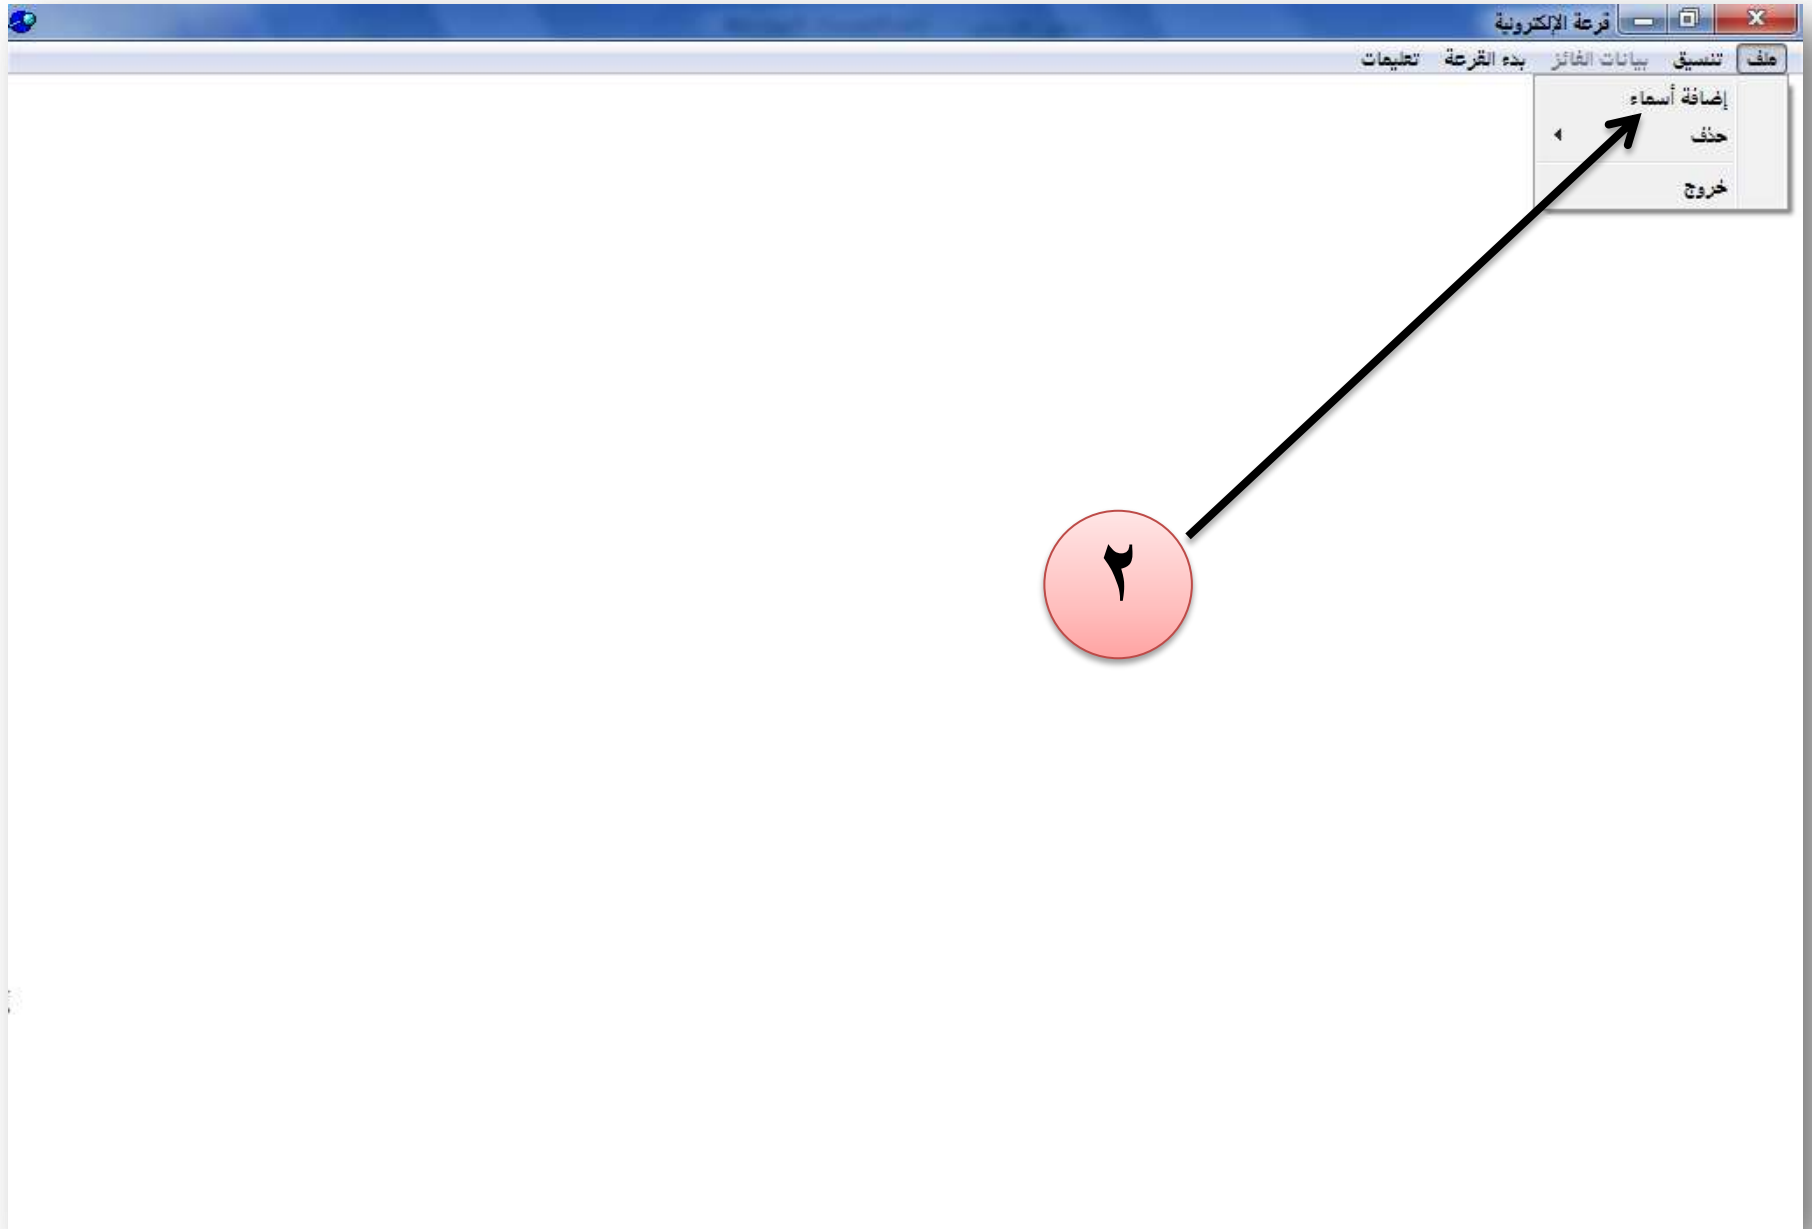 قرعة الإلكترونية
ملف تنسيق بيانات الفائز بدء القرعة تعليمات
إضافة أسماء
حذف
خروج
٢